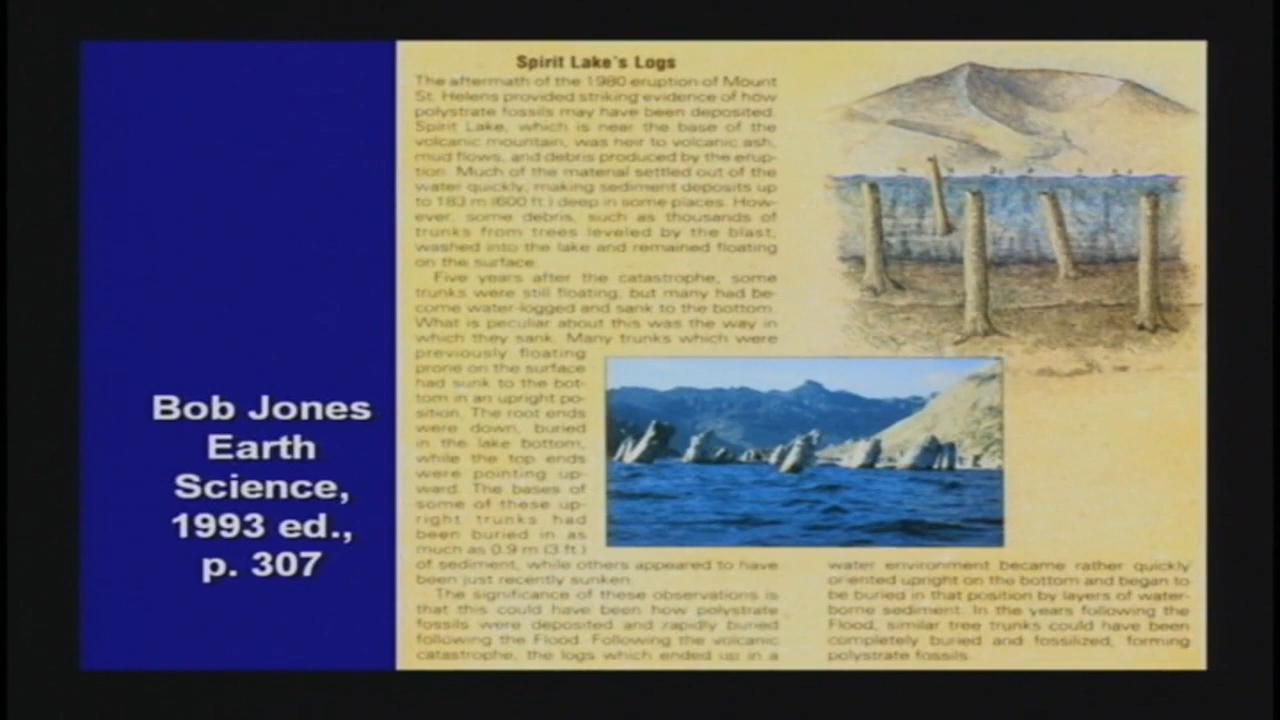 Bob Jones
Earth
Science,
1993 ed.,
p. 307
Spirit Lake's Logs
The aftermath of the 1980 eruption of Mount
St. Helens provided striking evidence of how
polystrate fossils may have been deposited.
Spirit Lake, which is near the base of the
volcanic mountain, was heir to volcanic ash,
mud flows, and debris produced by the erup-
tion. Much of the material settled out of the
water quickly, making sediment deposits up
to 183 m (600 ft.) deep in some places. How-
ever, some debris, such as thousands of
trunks from trees leveled by the blast,
washed into the lake and remained floating
on the surface.
Five years after the catastrophe, some
trunks were still floating, but many had be-
come water-logged and sank to the bottom.
What is peculiar about this was the way in
which they sank. Many trunks which were
previously floating
prone on the surface
had sunk to the bot-
tom in an upright po-
sition. The root ends
were down, buried
in the lake bottom,
while the top ends
were pointing up-
ward. The bases of
some of these up-
right trunks had
been buried in as
much as 0.9 m (3 ft.)
of sediment, while others appeared to have
been just recently sunken.
The significance of these observations is
that this could have been how polystrate
fossils were deposited and rapidly buried
following the Flood. Following the volcanic
catastrophe, the logs which ended up in a
water environment became rather quickly
oriented upright on the bottom and began to
be buried in that position by layers of water-
borne sediment. In the years following the
Flood, similar tree trunks could have been
completely buried and fossilized, forming
polystrate fossils.